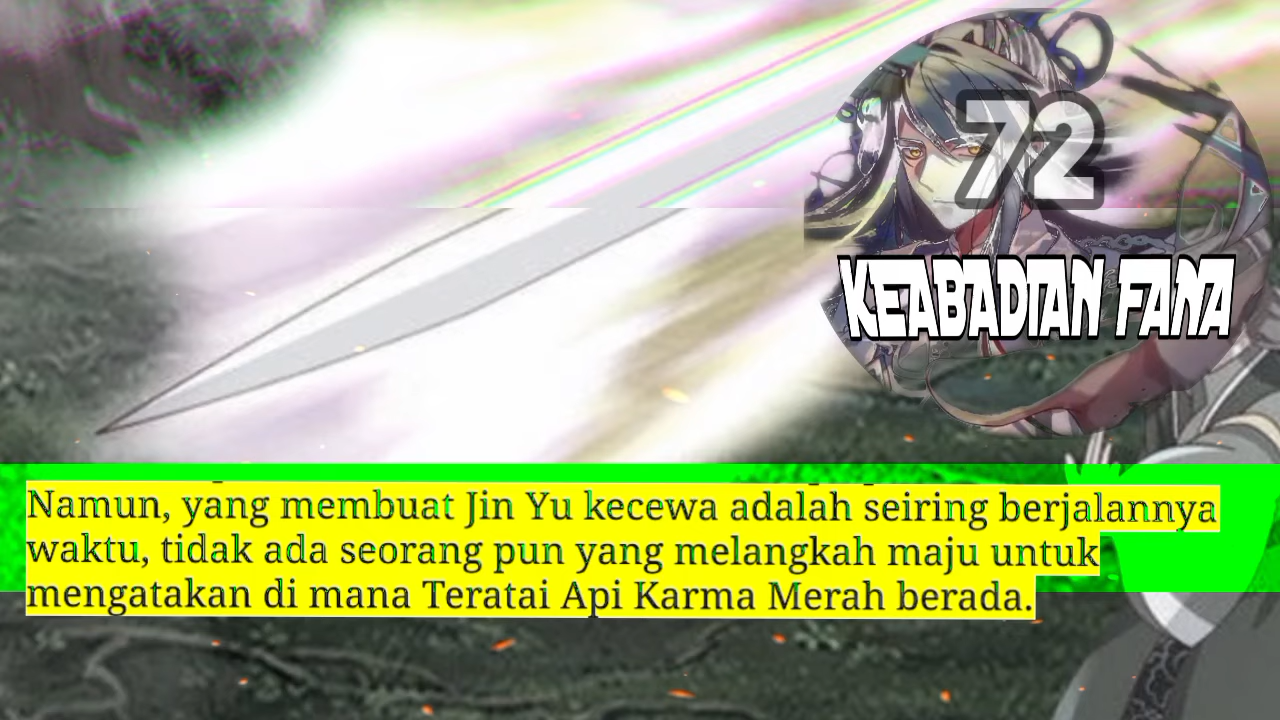 72
KEABADIAN FANA
Namun, yang membuat Jin Yu kecewa adalah seiring berjalannya
waktu, tidak ada seorang pun yang melangkah maju untuk
mengatakan di mana Teratai Api Karma Merah berada.